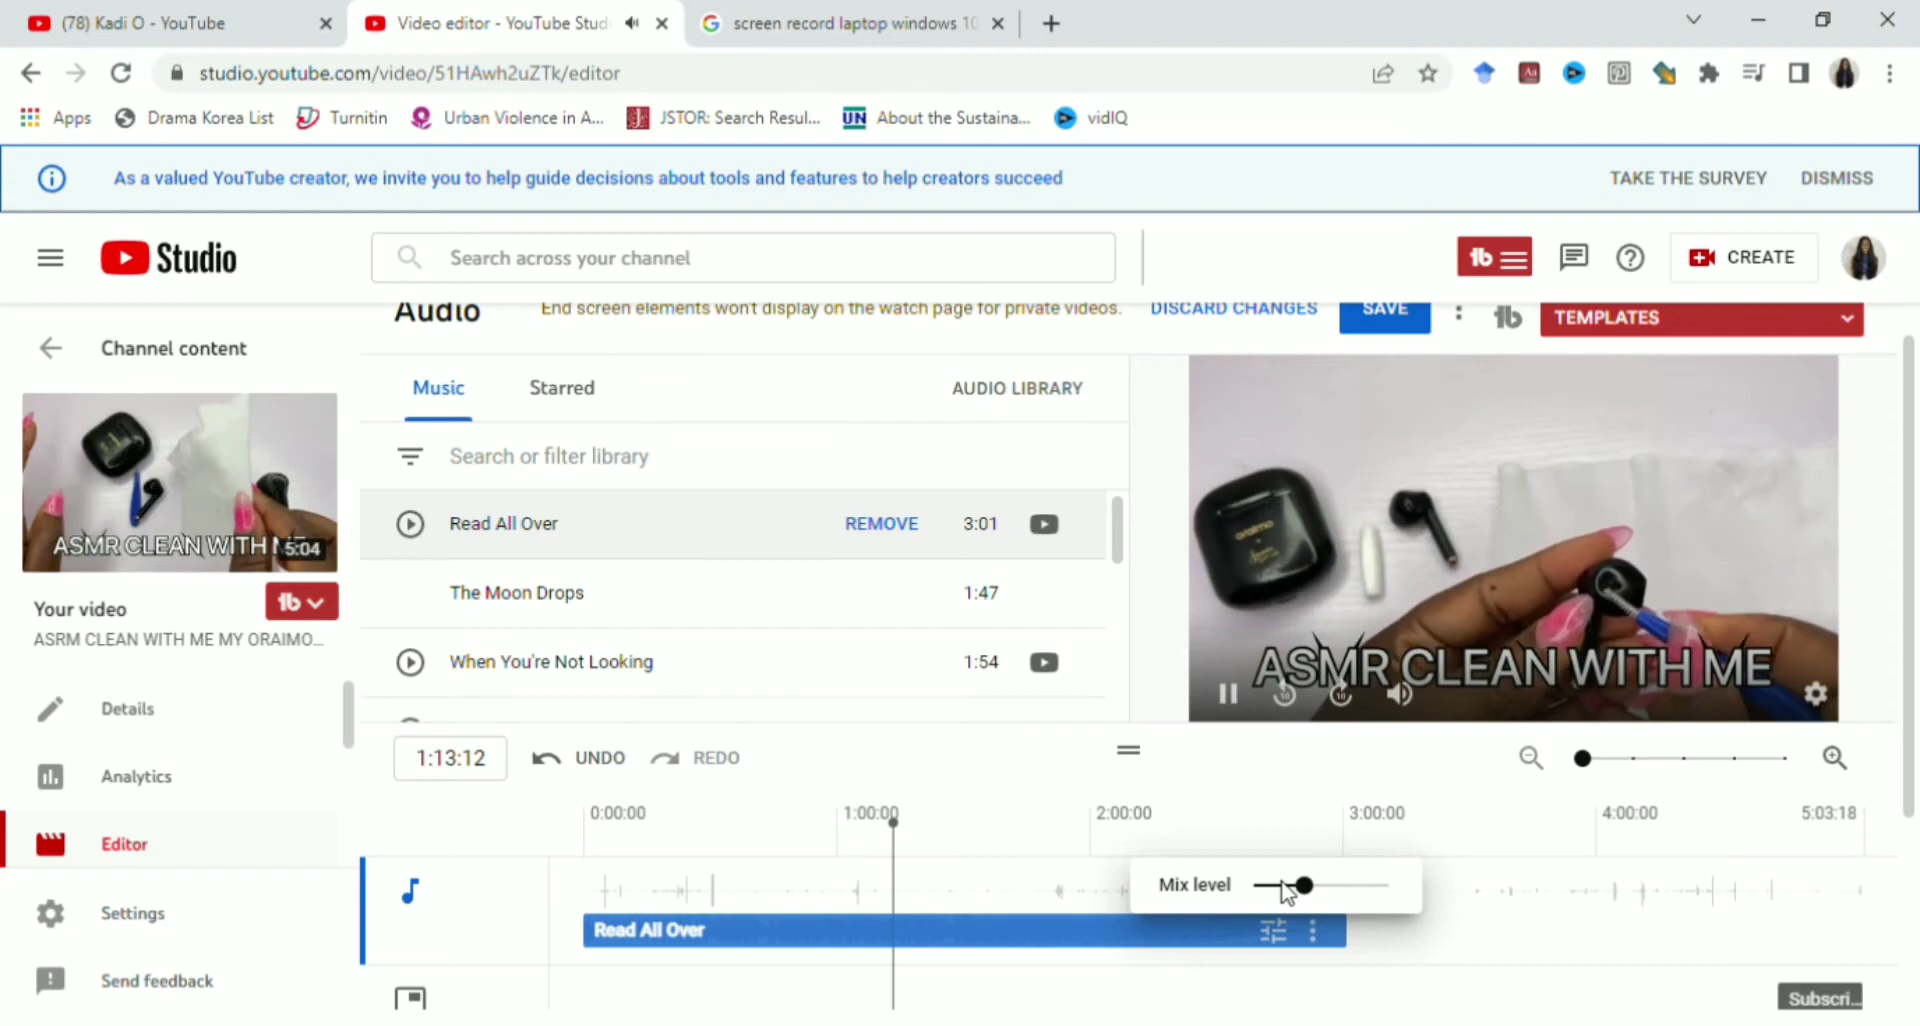 (78) Kadi O - YouTube
Video editor - YouTube Stud
screen record laptop windows 10
studio.youtube.com/video/51HAwh2uZTk/editor
Apps
Drama Korea List
Turnitin
Urban Violence in A...
JSTOR: Search Resul...
UN About the Sustaina...
vidIQ
As a valued YouTube creator, we invite you to help guide decisions about tools and features to help creators succeed
TAKE THE SURVEY
DISMISS
Studio
Search across your channel
CREATE
Audio
End screen elements won't display on the watch page for private videos.
DISCARD CHANGES
SAVE
TEMPLATES
Channel content
Music
Starred
AUDIO LIBRARY
Search or filter library
Read All Over
REMOVE
3:01
The Moon Drops
1:47
When You're Not Looking
1:54
oraimo
ASMR CLEAN WITH ME
ASMR CLEAN WITH M
5:04
Your video
ASRM CLEAN WITH ME MY ORAIMO...
Details
Analytics
Editor
Settings
Send feedback
1:13:12
UNDO
REDO
0:00:00
1:00:00
2:00:00
3:00:00
4:00:00
5:03:18
Mix level
Read All Over
Subscri...